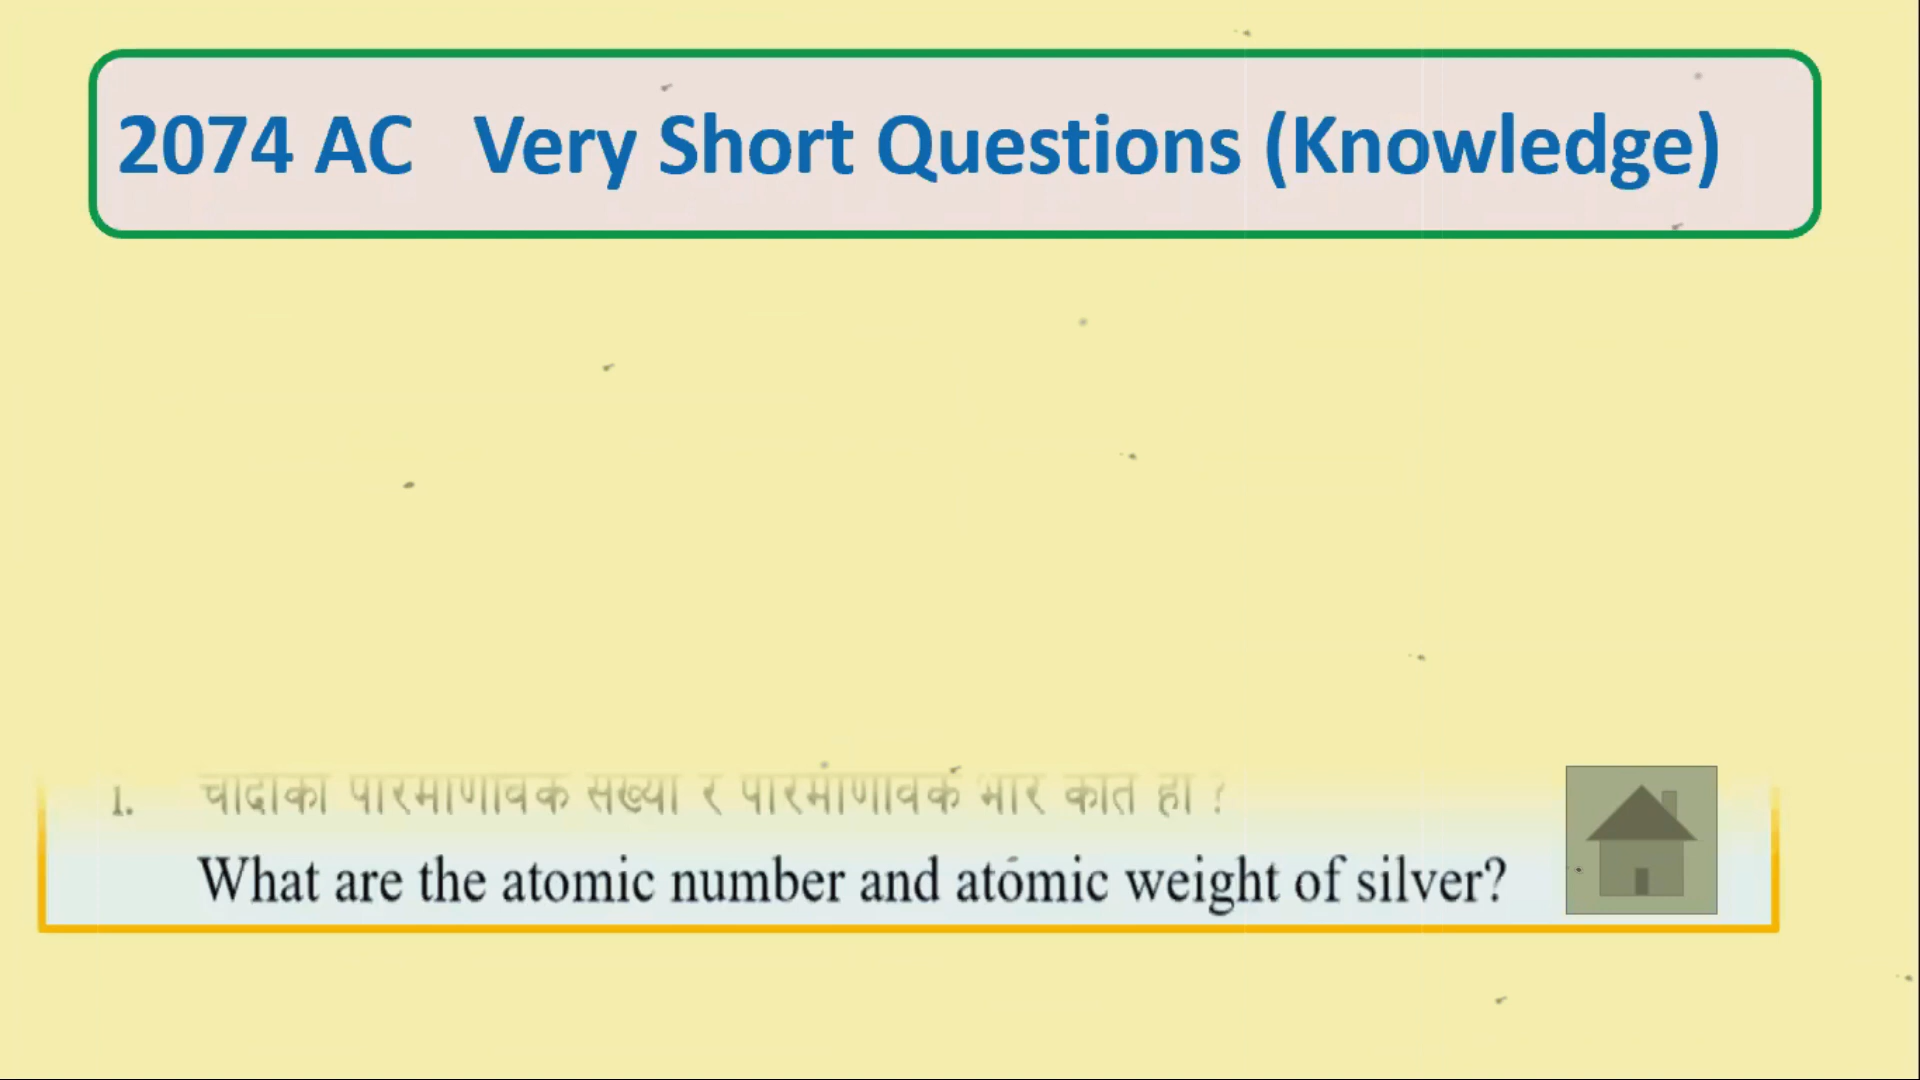 2074 AC Very Short Questions (Knowledge)
1. चाँदीको पारमाणविक संख्या र पारमाणविक भार कति हो ?
What are the atomic number and atomic weight of silver?